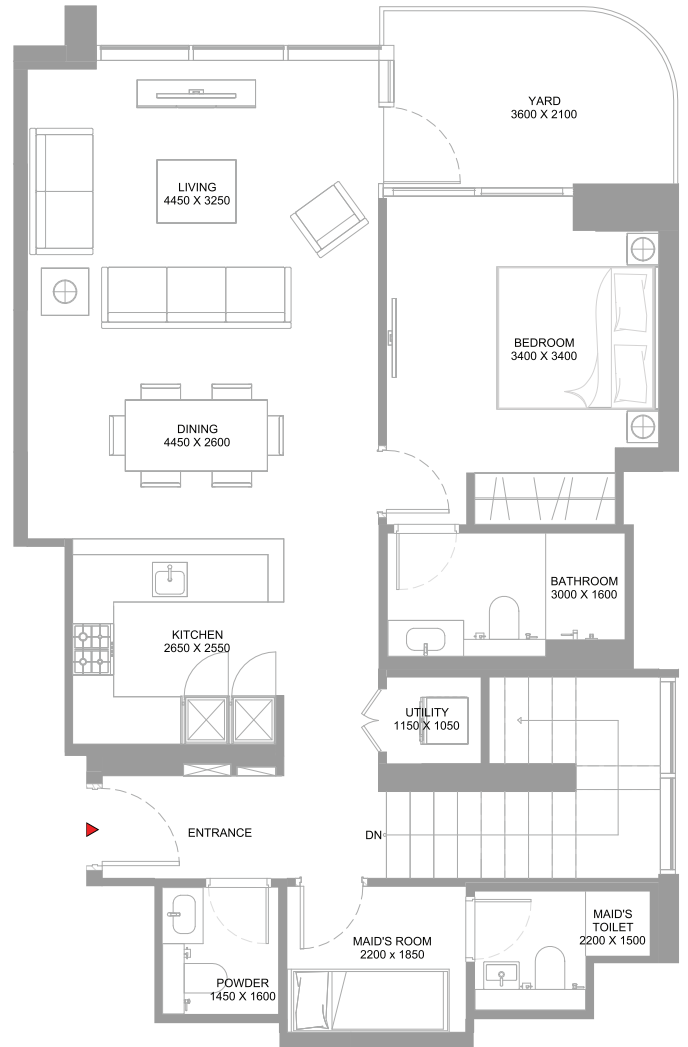 YARD
3600 X 2100
LIVING
4450 X 3250
BEDROOM
3400 X 3400
DINING
4450 X 2600
BATHROOM
3000 X 1600
KITCHEN
2650 X 2550
UTILITY
1150 X 1050
ENTRANCE
DN
MAID'S
TOILET
2200 X 1500
MAID'S ROOM
2200 x 1850
POWDER
1450 X 1600